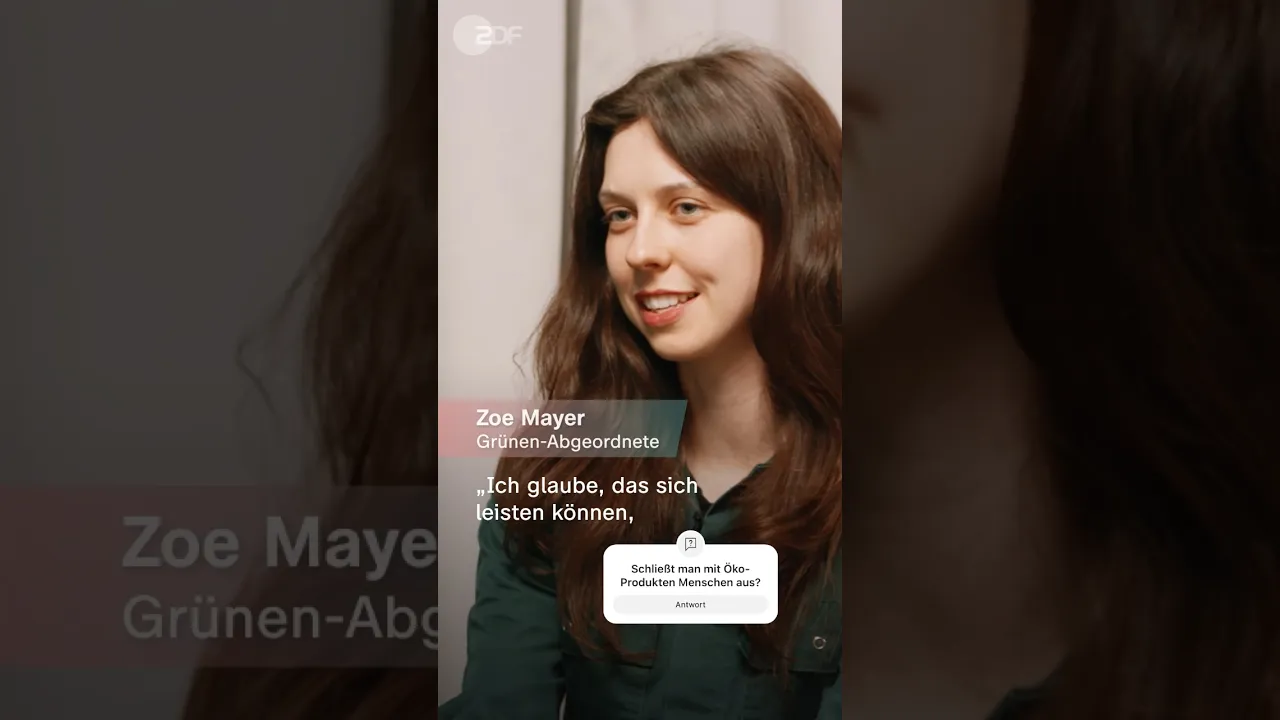 ZDF
Zoe Mayer
Grünen-Abgeordnete
„Ich glaube, das sich
leisten können,
Schließt man mit Öko-
Produkten Menschen aus?
Antwort
Zoe Maye
Grünen-Abg